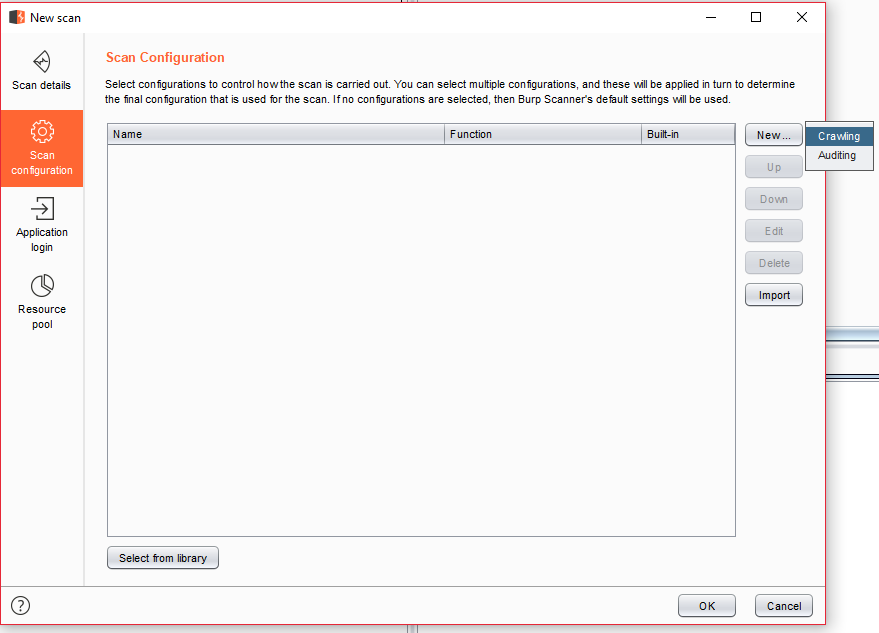 New scan
Scan details
Scan
configuration
Application
login
Resource
pool
Scan Configuration
Select configurations to control how the scan is carried out. You can select multiple configurations, and these will be applied in turn to determine
the final configuration that is used for the scan. If no configurations are selected, then Burp Scanner's default settings will be used.
Name Function Built-in
New...
Crawling
Auditing
Up
Down
Edit
Delete
Import
Select from library
?
OK Cancel